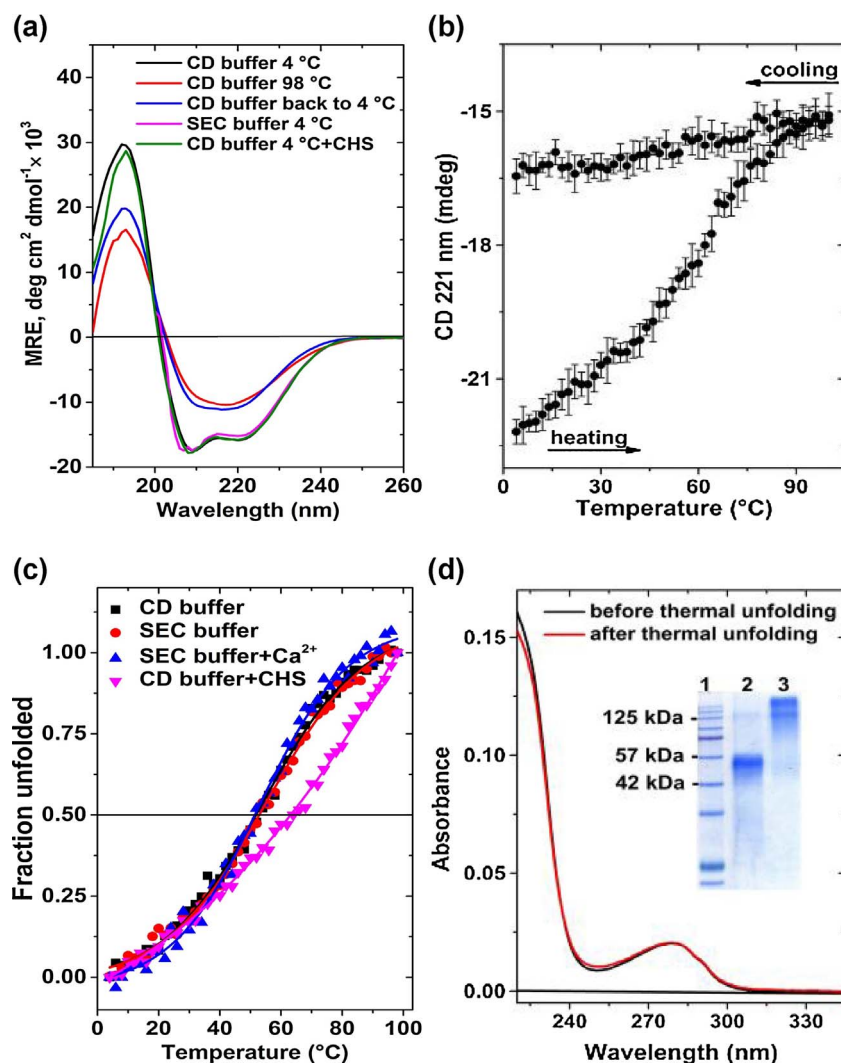 (a)
CD buffer 4 °C
CD buffer 98 °C
CD buffer back to 4 °C
SEC buffer 4 °C
CD buffer 4 °C+CHS
MRE, deg cm² dmol⁻¹× 10³
40
30
20
10
0
-10
-20
200
220
240
260
Wavelength (nm)
(b)
cooling
heating
CD 221 nm (mdeg)
-15
-18
-21
0
30
60
90
Temperature (°C)
(c)
CD buffer
SEC buffer
SEC buffer+Ca²⁺
CD buffer+CHS
Fraction unfolded
1.00
0.75
0.50
0.25
0.00
0
20
40
60
80
100
Temperature (°C)
(d)
before thermal unfolding
after thermal unfolding
1 2 3
125 kDa
57 kDa
42 kDa
Absorbance
0.15
0.10
0.05
0.00
240
270
300
330
Wavelength (nm)